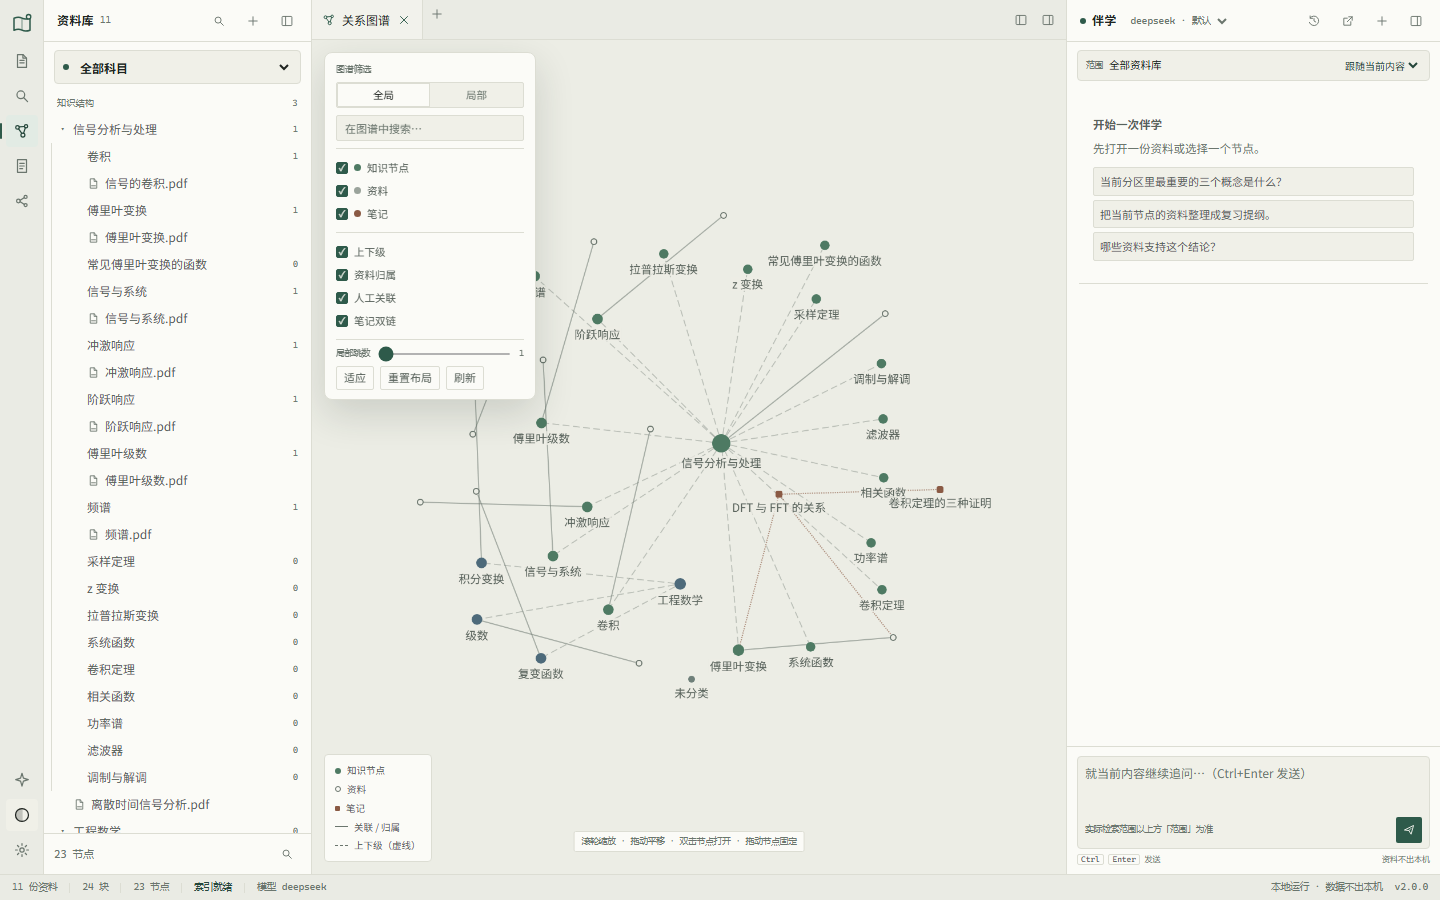 资料库 11
全部科目
知识结构 3
信号分析与处理 1
卷积 1
信号的卷积.pdf
傅里叶变换 1
傅里叶变换.pdf
常见傅里叶变换的函数 0
信号与系统 1
信号与系统.pdf
冲激响应 1
冲激响应.pdf
阶跃响应 1
阶跃响应.pdf
傅里叶级数 1
傅里叶级数.pdf
频谱 1
频谱.pdf
采样定理 0
z 变换 0
拉普拉斯变换 0
系统函数 0
卷积定理 0
相关函数 0
功率谱 0
滤波器 0
调制与解调 0
离散时间信号分析.pdf
工程数学 0
23 节点
关系图谱
图谱筛选
全局 局部
在图谱中搜索…
知识节点
资料
笔记
上下级
资料归属
人工关联
笔记双链
局部跳数 1
适应 重置布局 刷新
谱
拉普拉斯变换
常见傅里叶变换的函数
z 变换
采样定理
阶跃响应
调制与解调
滤波器
傅里叶级数
信号分析与处理
相关函数
卷积定理的三种证明
DFT 与 FFT 的关系
冲激响应
功率谱
信号与系统
积分变换
工程数学
卷积定理
卷积
级数
傅里叶变换
系统函数
复变函数
未分类
知识节点
资料
笔记
关联 / 归属
上下级（虚线）
滚轮缩放 · 拖动平移 · 双击节点打开 · 拖动节点固定
伴学 deepseek · 默认
范围 全部资料库 跟随当前内容
开始一次伴学
先打开一份资料或选择一个节点。
当前分区里最重要的三个概念是什么？
把当前节点的资料整理成复习提纲。
哪些资料支持这个结论？
就当前内容继续追问…（Ctrl+Enter 发送）
实际检索范围以上方「范围」为准
Ctrl Enter 发送 资料不出本机
11 份资料 24 块 23 节点 索引就绪 模型 deepseek
本地运行 · 数据不出本机 v2.0.0